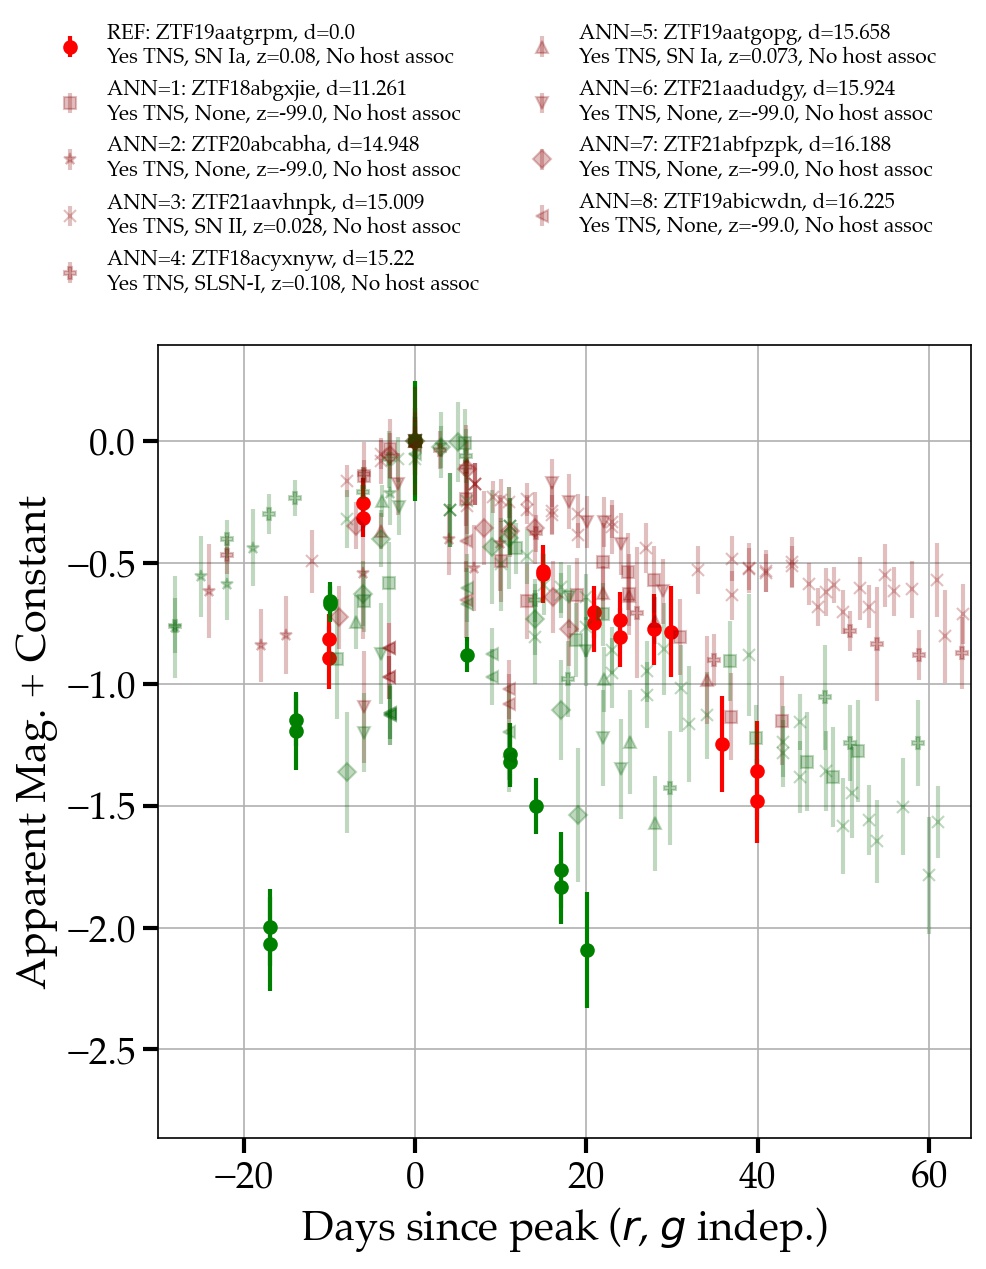 REF: ZTF19aatgrpm, d=0.0
Yes TNS, SN Ia, z=0.08, No host assoc
ANN=1: ZTF18abgxjie, d=11.261
Yes TNS, None, z=-99.0, No host assoc
ANN=2: ZTF20abcabha, d=14.948
Yes TNS, None, z=-99.0, No host assoc
ANN=3: ZTF21aavhnpk, d=15.009
Yes TNS, SN II, z=0.028, No host assoc
ANN=4: ZTF18acyxnyw, d=15.22
Yes TNS, SLSN-I, z=0.108, No host assoc
ANN=5: ZTF19aatgopg, d=15.658
Yes TNS, SN Ia, z=0.073, No host assoc
ANN=6: ZTF21aadudgy, d=15.924
Yes TNS, None, z=-99.0, No host assoc
ANN=7: ZTF21abfpzpk, d=16.188
Yes TNS, None, z=-99.0, No host assoc
ANN=8: ZTF19abicwdn, d=16.225
Yes TNS, None, z=-99.0, No host assoc
Apparent Mag. + Constant
0.0
−0.5
−1.0
−1.5
−2.0
−2.5
−20 0 20 40 60
Days since peak (r, g indep.)